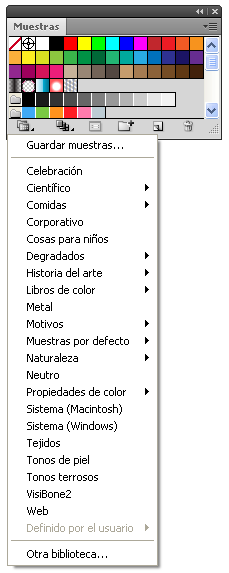 Muestras
Guardar muestras...
Celebración
Científico
Comidas
Corporativo
Cosas para niños
Degradados
Historia del arte
Libros de color
Metal
Motivos
Muestras por defecto
Naturaleza
Neutro
Propiedades de color
Sistema (Macintosh)
Sistema (Windows)
Tejidos
Tonos de piel
Tonos terrosos
VisiBone2
Web
Definido por el usuario
Otra biblioteca...